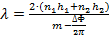 λ = 2·(n₁h₁+n₂h₂) / (m − ΔΦ/2π)